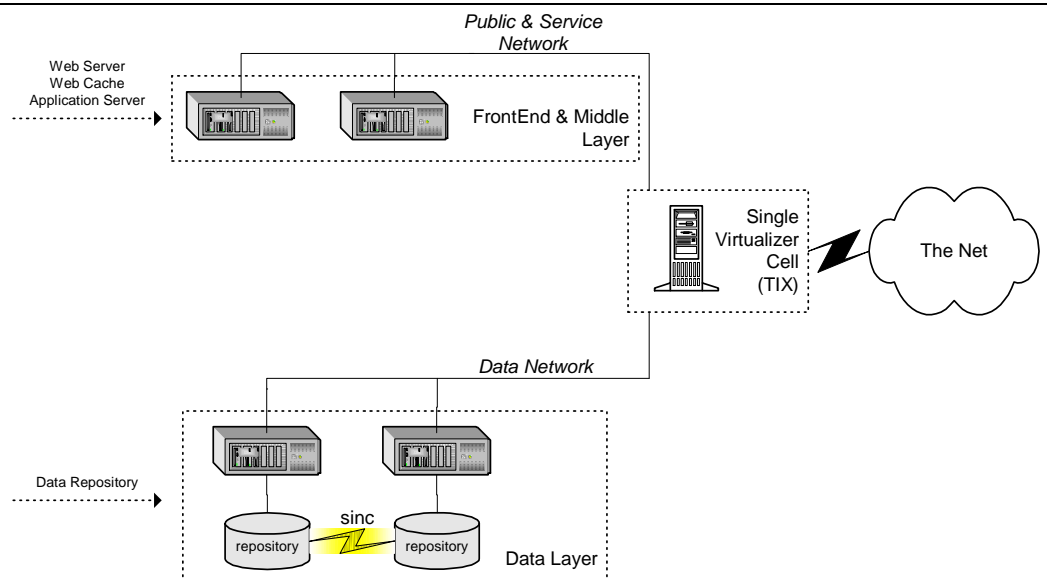 Public & Service
Network
Web Server
Web Cache
Application Server
FrontEnd & Middle
Layer
Single
Virtualizer
Cell
(TIX)
The Net
Data Network
Data Repository
sinc
repository
repository
Data Layer